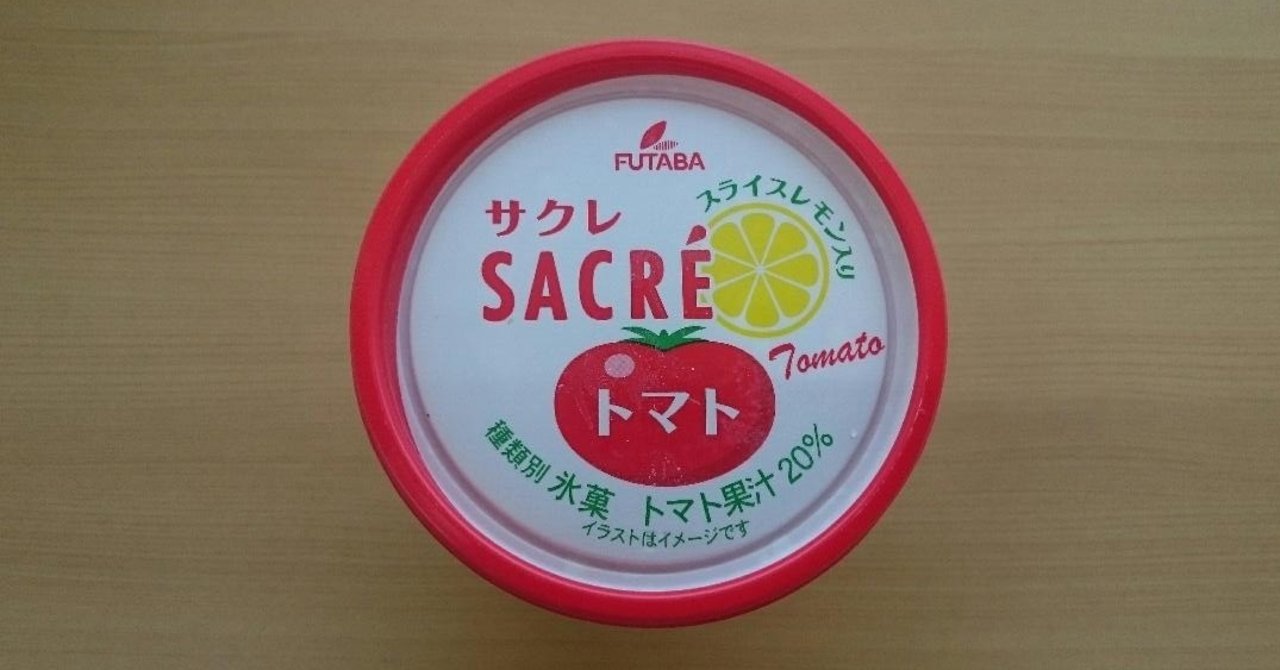 FUTABA
サクレ
スライスレモン入り
SACRÉ
Tomato
トマト
種類別 氷菓 トマト果汁20%
イラストはイメージです